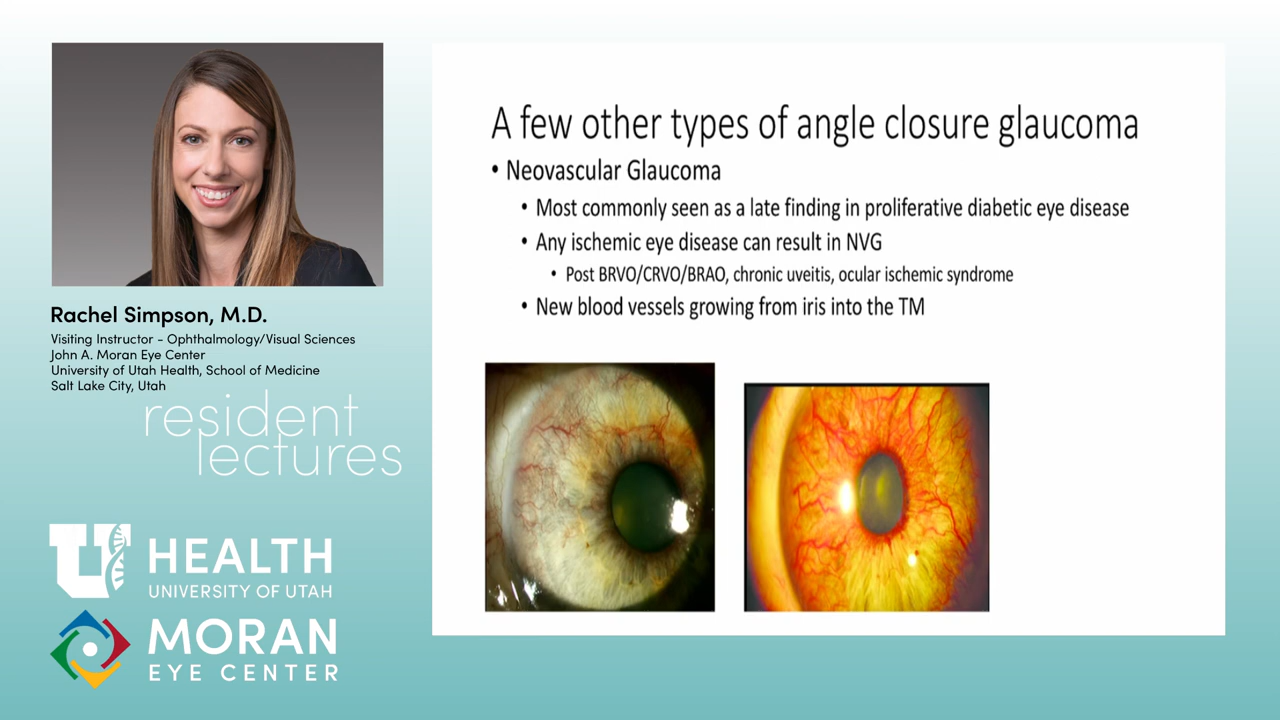 Rachel Simpson, M.D.
Visiting Instructor - Ophthalmology/Visual Sciences
John A. Moran Eye Center
University of Utah Health, School of Medicine
Salt Lake City, Utah
resident
lectures
U HEALTH
UNIVERSITY OF UTAH
MORAN
EYE CENTER
A few other types of angle closure glaucoma
• Neovascular Glaucoma
• Most commonly seen as a late finding in proliferative diabetic eye disease
• Any ischemic eye disease can result in NVG
• Post BRVO/CRVO/BRAO, chronic uveitis, ocular ischemic syndrome
• New blood vessels growing from iris into the TM